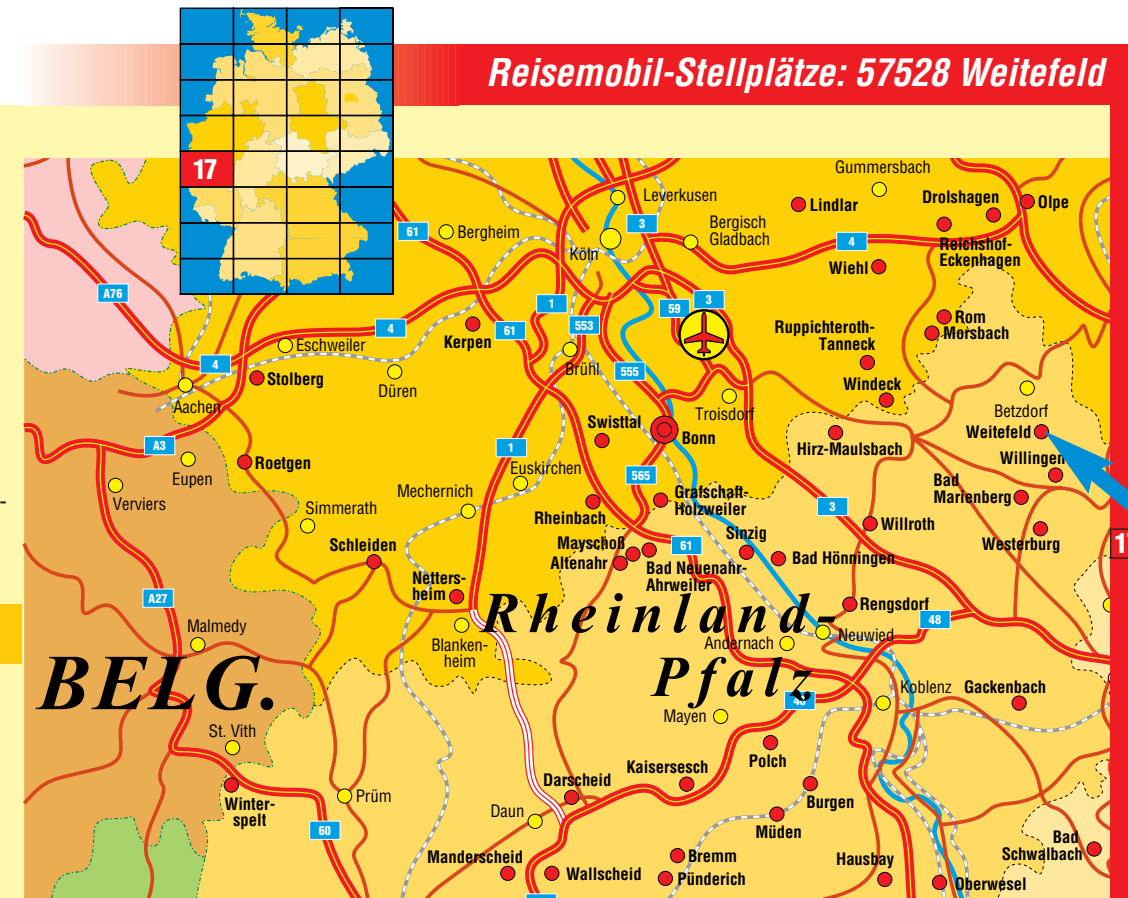 Reisemobil-Stellplätze: 57528 Weitefeld
17
Gummersbach
Leverkusen
Lindlar
Drolshagen
Olpe
61
Bergheim
3
Bergisch
Gladbach
4
Reichshof-
Eckenhagen
Köln
Wiehl
A76
1
59
3
4
61
553
Kerpen
Rom
Morsbach
Ruppichteroth-
Tanneck
Eschweiler
4
Brühl
555
Stolberg
Düren
Windeck
Aachen
Troisdorf
Betzdorf
Swisttal
Bonn
Weitefeld
A3
1
Hirz-Maulsbach
Willingen
Roetgen
Eupen
Euskirchen
565
Bad
Marienberg
Verviers
Mechernich
Grafschaft-
Holzweiler
3
Simmerath
Rheinbach
Willroth
Sinzig
Schleiden
Mayschoß
61
Westerburg
Altenahr
Bad Neuenahr-
Ahrweiler
Bad Hönningen
Netters-
heim
A27
Rengsdorf
Rheinland-
Pfalz
48
Malmedy
Blanken-
heim
Andernach
Neuwied
BELG.
48
Koblenz
Gackenbach
Mayen
St. Vith
Polch
Kaisersesch
Darscheid
Winter-
spelt
Prüm
Burgen
Daun
Müden
60
Bad
Schwalbach
Manderscheid
Wallscheid
Bremm
Pünderich
Hausbay
Oberwesel